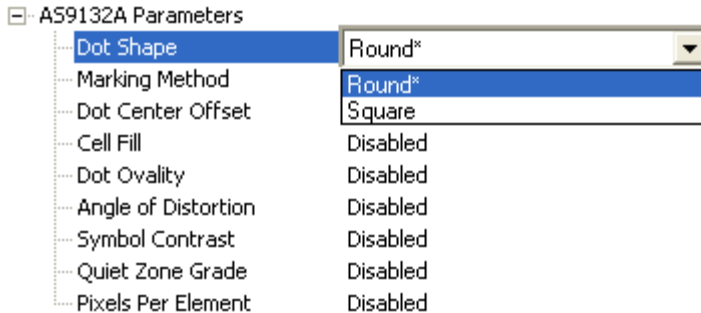 AS9132A Parameters
Dot Shape Round*
Marking Method Round*
Dot Center Offset Square
Cell Fill Disabled
Dot Ovality Disabled
Angle of Distortion Disabled
Symbol Contrast Disabled
Quiet Zone Grade Disabled
Pixels Per Element Disabled